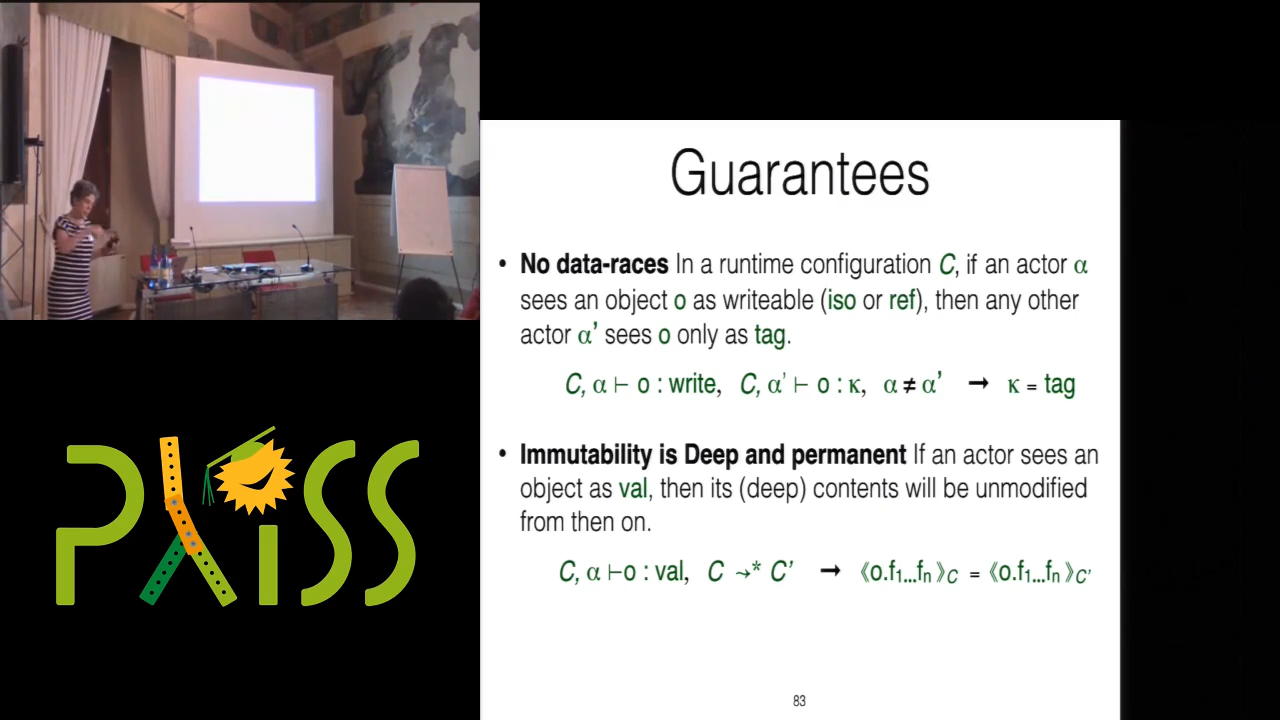 Guarantees
• No data-races In a runtime configuration C, if an actor α
sees an object o as writeable (iso or ref), then any other
actor α’ sees o only as tag.
C, α ⊢ o : write, C, α' ⊢ o : κ, α ≠ α’ ➞ κ = tag
• Immutability is Deep and permanent If an actor sees an
object as val, then its (deep) contents will be unmodified
from then on.
C, α ⊢o : val, C ⤳* C’ ➞ 《o.f₁...fₙ》C = 《o.f₁...fₙ》C’
83
PλiSS